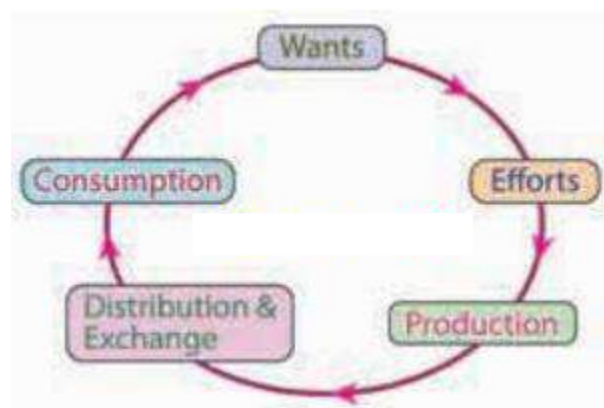 Wants
Efforts
Production
Distribution &
Exchange
Consumption